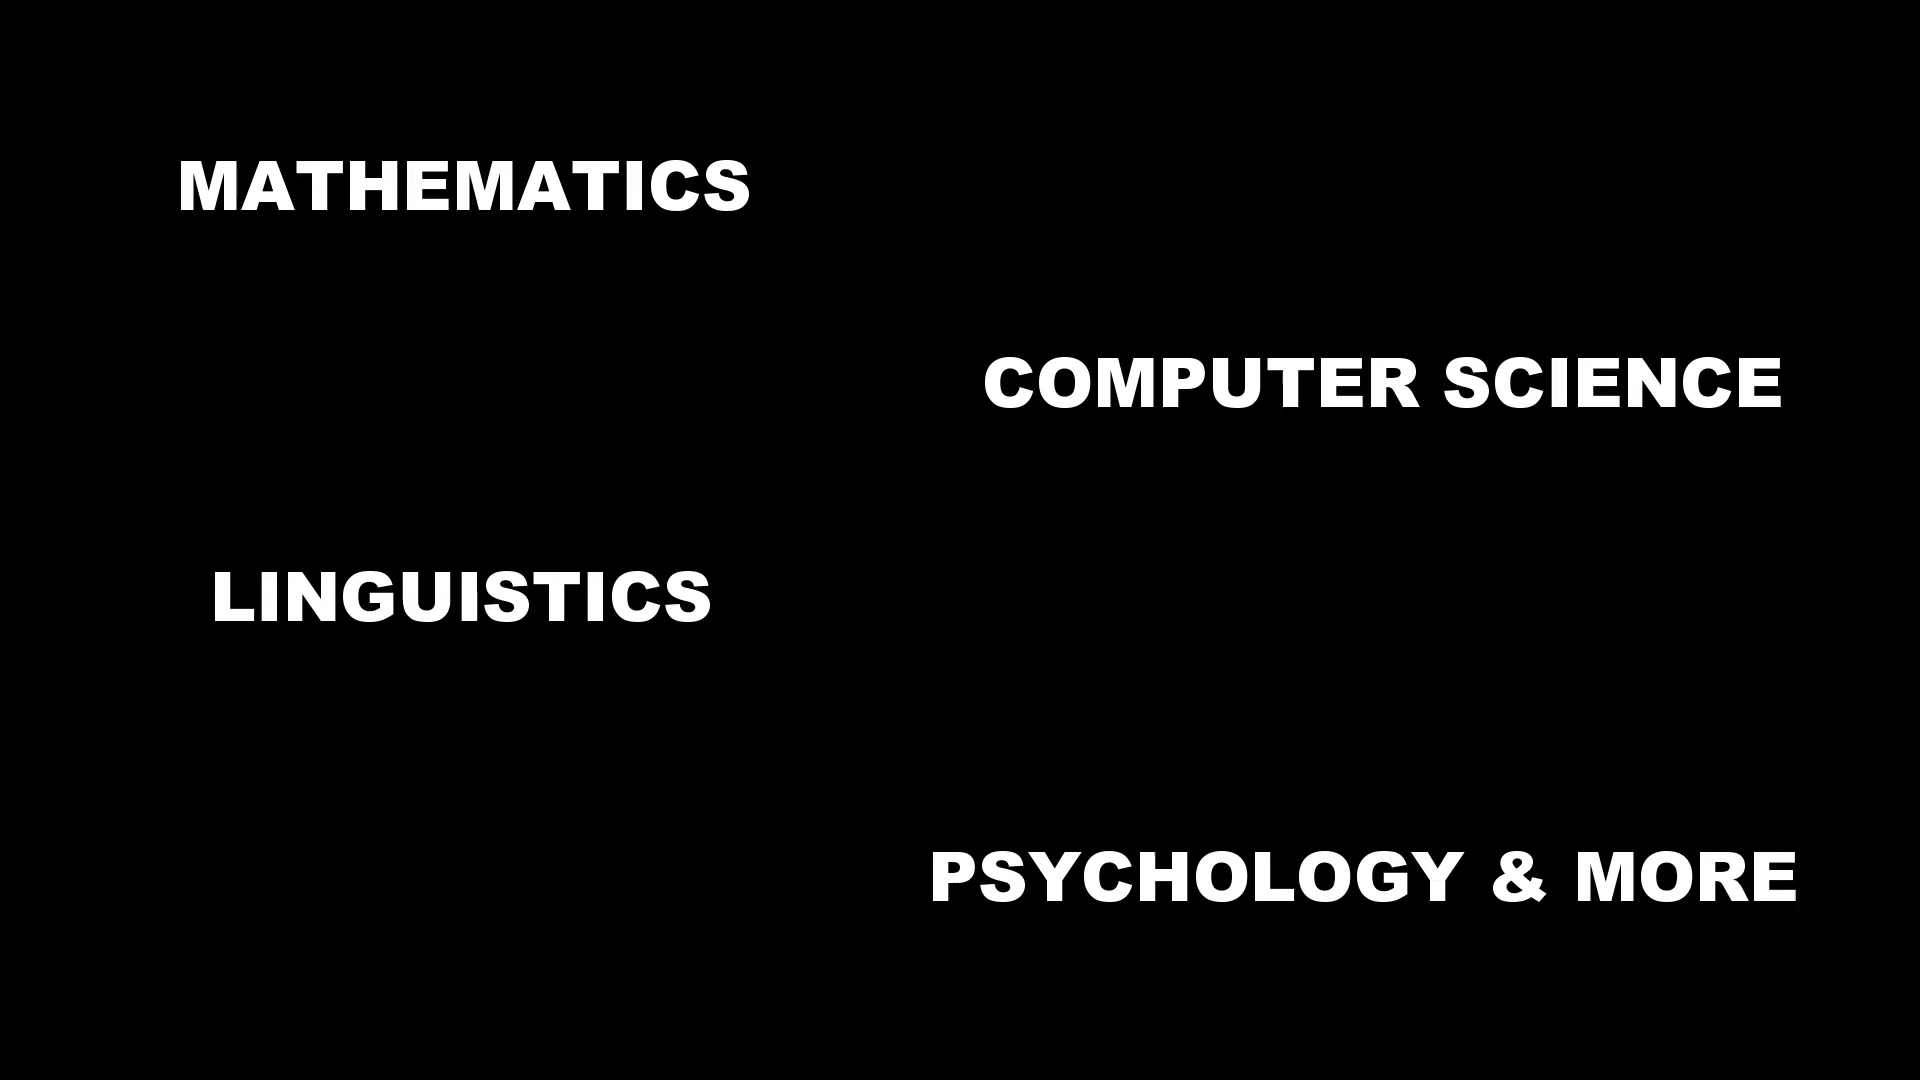 MATHEMATICS
COMPUTER SCIENCE
LINGUISTICS
PSYCHOLOGY & MORE